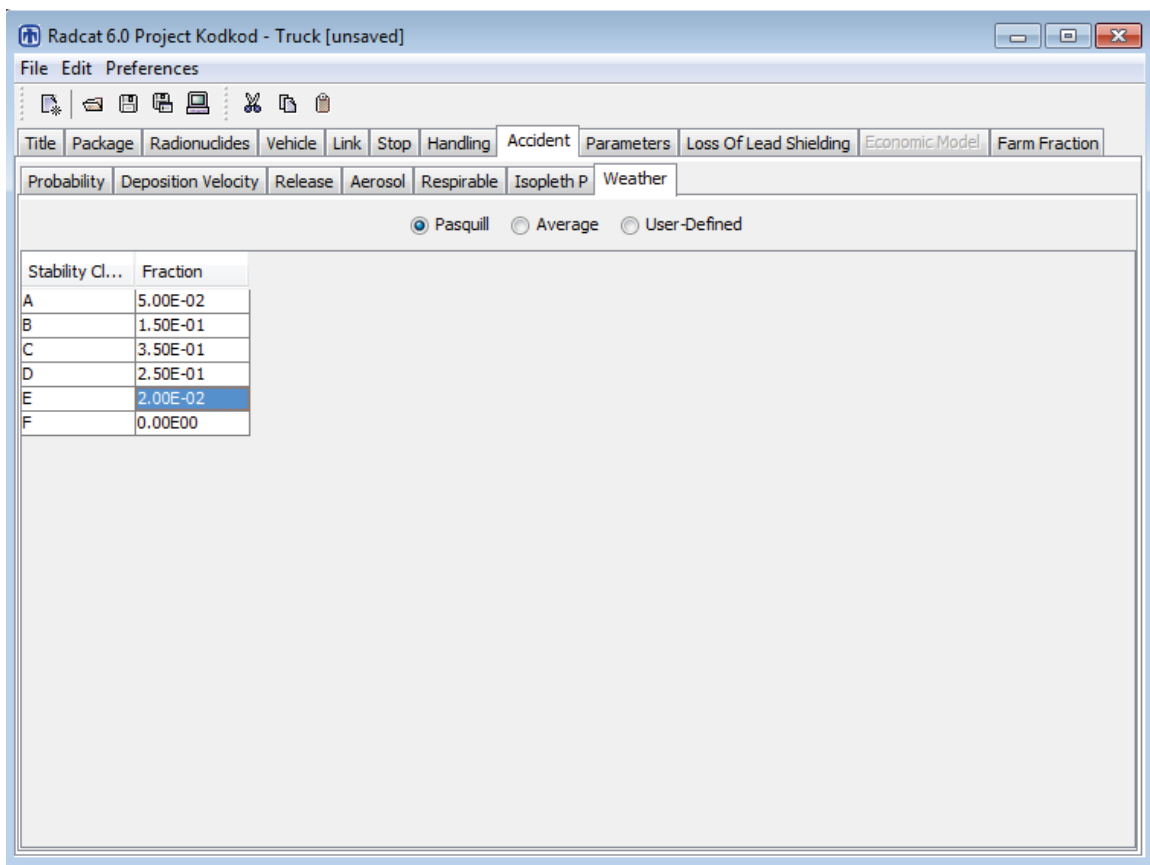 Radcat 6.0 Project Kodkod - Truck [unsaved]
File Edit Preferences
Title Package Radionuclides Vehicle Link Stop Handling Accident Parameters Loss Of Lead Shielding Economic Model Farm Fraction
Probability Deposition Velocity Release Aerosol Respirable Isopleth P Weather
Pasquill Average User-Defined
Stability Cl... Fraction
A 5.00E-02
B 1.50E-01
C 3.50E-01
D 2.50E-01
E 2.00E-02
F 0.00E00